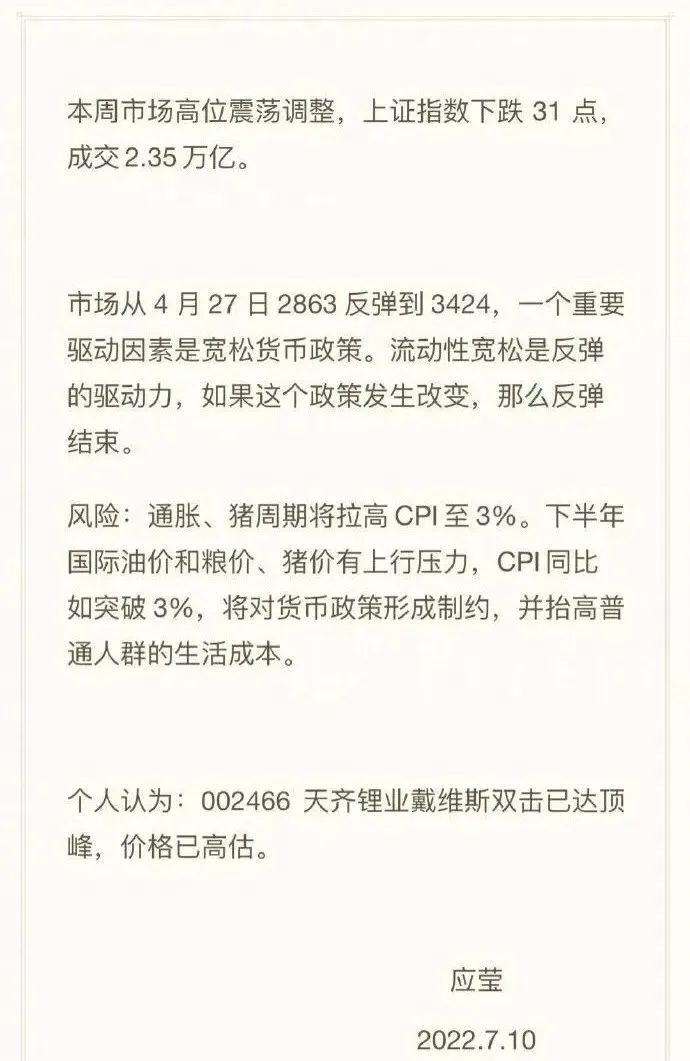 本周市场高位震荡调整，上证指数下跌 31 点，
成交2.35万亿。
市场从 4 月 27 日 2863 反弹到 3424，一个重要
驱动因素是宽松货币政策。流动性宽松是反弹
的驱动力，如果这个政策发生改变，那么反弹
结束。
风险：通胀、猪周期将拉高 CPI 至 3%。下半年
国际油价和粮价、猪价有上行压力，CPI 同比
如突破 3%，将对货币政策形成制约，并抬高普
通人群的生活成本。
个人认为：002466 天齐锂业戴维斯双击已达顶
峰，价格已高估。
应莹
2022.7.10